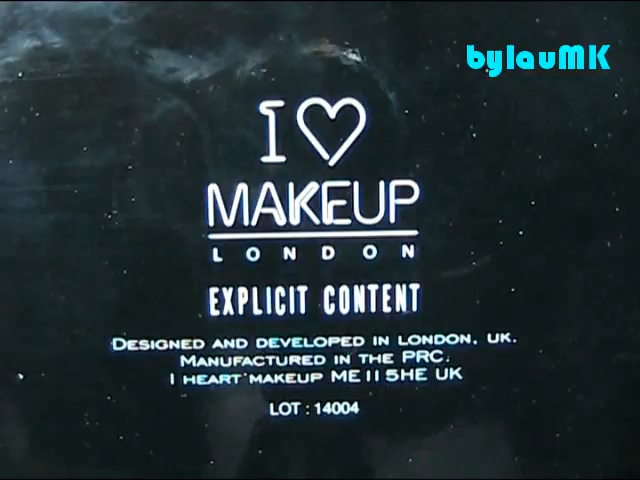 bylauMK
I ♡
MAKEUP
LONDON
EXPLICIT CONTENT
DESIGNED AND DEVELOPED IN LONDON, UK.
MANUFACTURED IN THE PRC.
I HEART MAKEUP ME11 5HE UK
LOT : 14004